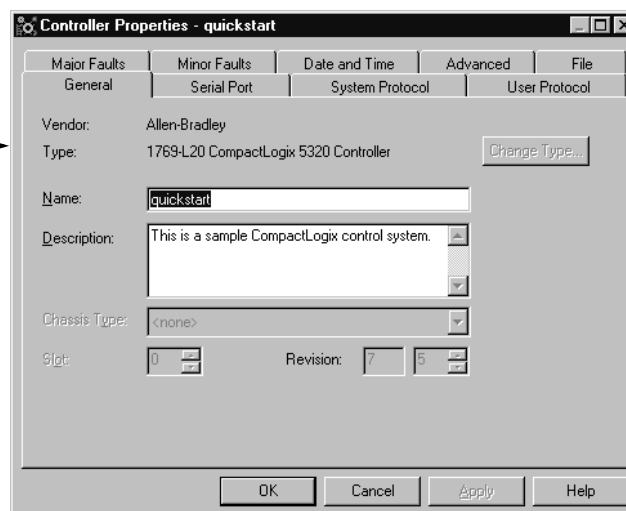 Controller Properties - quickstart
Major Faults Minor Faults Date and Time Advanced File
General Serial Port System Protocol User Protocol
Vendor: Allen-Bradley
Type: 1769-L20 CompactLogix 5320 Controller Change Type...
Name: quickstart
Description: This is a sample CompactLogix control system.
Chassis Type: <none>
Slot: 0 Revision: 7 5
OK Cancel Apply Help